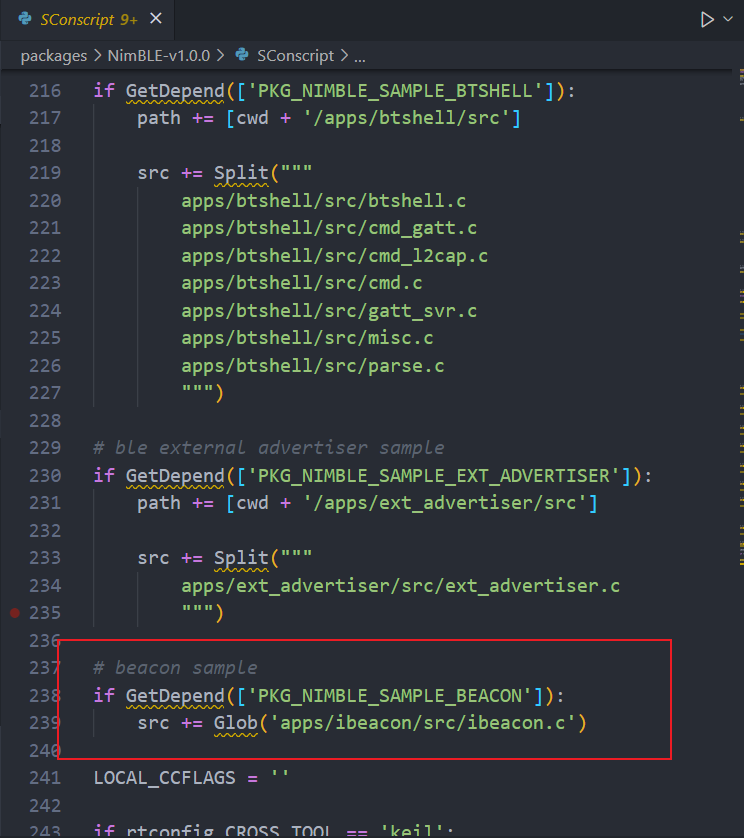 SConscript 9+
packages > NimBLE-v1.0.0 > SConscript > ...
216 if GetDepend(['PKG_NIMBLE_SAMPLE_BTSHELL']):
217     path += [cwd + '/apps/btshell/src']
218
219     src += Split("""
220         apps/btshell/src/btshell.c
221         apps/btshell/src/cmd_gatt.c
222         apps/btshell/src/cmd_l2cap.c
223         apps/btshell/src/cmd.c
224         apps/btshell/src/gatt_svr.c
225         apps/btshell/src/misc.c
226         apps/btshell/src/parse.c
227         """)
228
229 # ble external advertiser sample
230 if GetDepend(['PKG_NIMBLE_SAMPLE_EXT_ADVERTISER']):
231     path += [cwd + '/apps/ext_advertiser/src']
232
233     src += Split("""
234         apps/ext_advertiser/src/ext_advertiser.c
235         """)
236
237 # beacon sample
238 if GetDepend(['PKG_NIMBLE_SAMPLE_BEACON']):
239     src += Glob('apps/ibeacon/src/ibeacon.c')
240
241 LOCAL_CCFLAGS = ''
242
243 if rtconfig.CROSS_TOOL == 'keil':